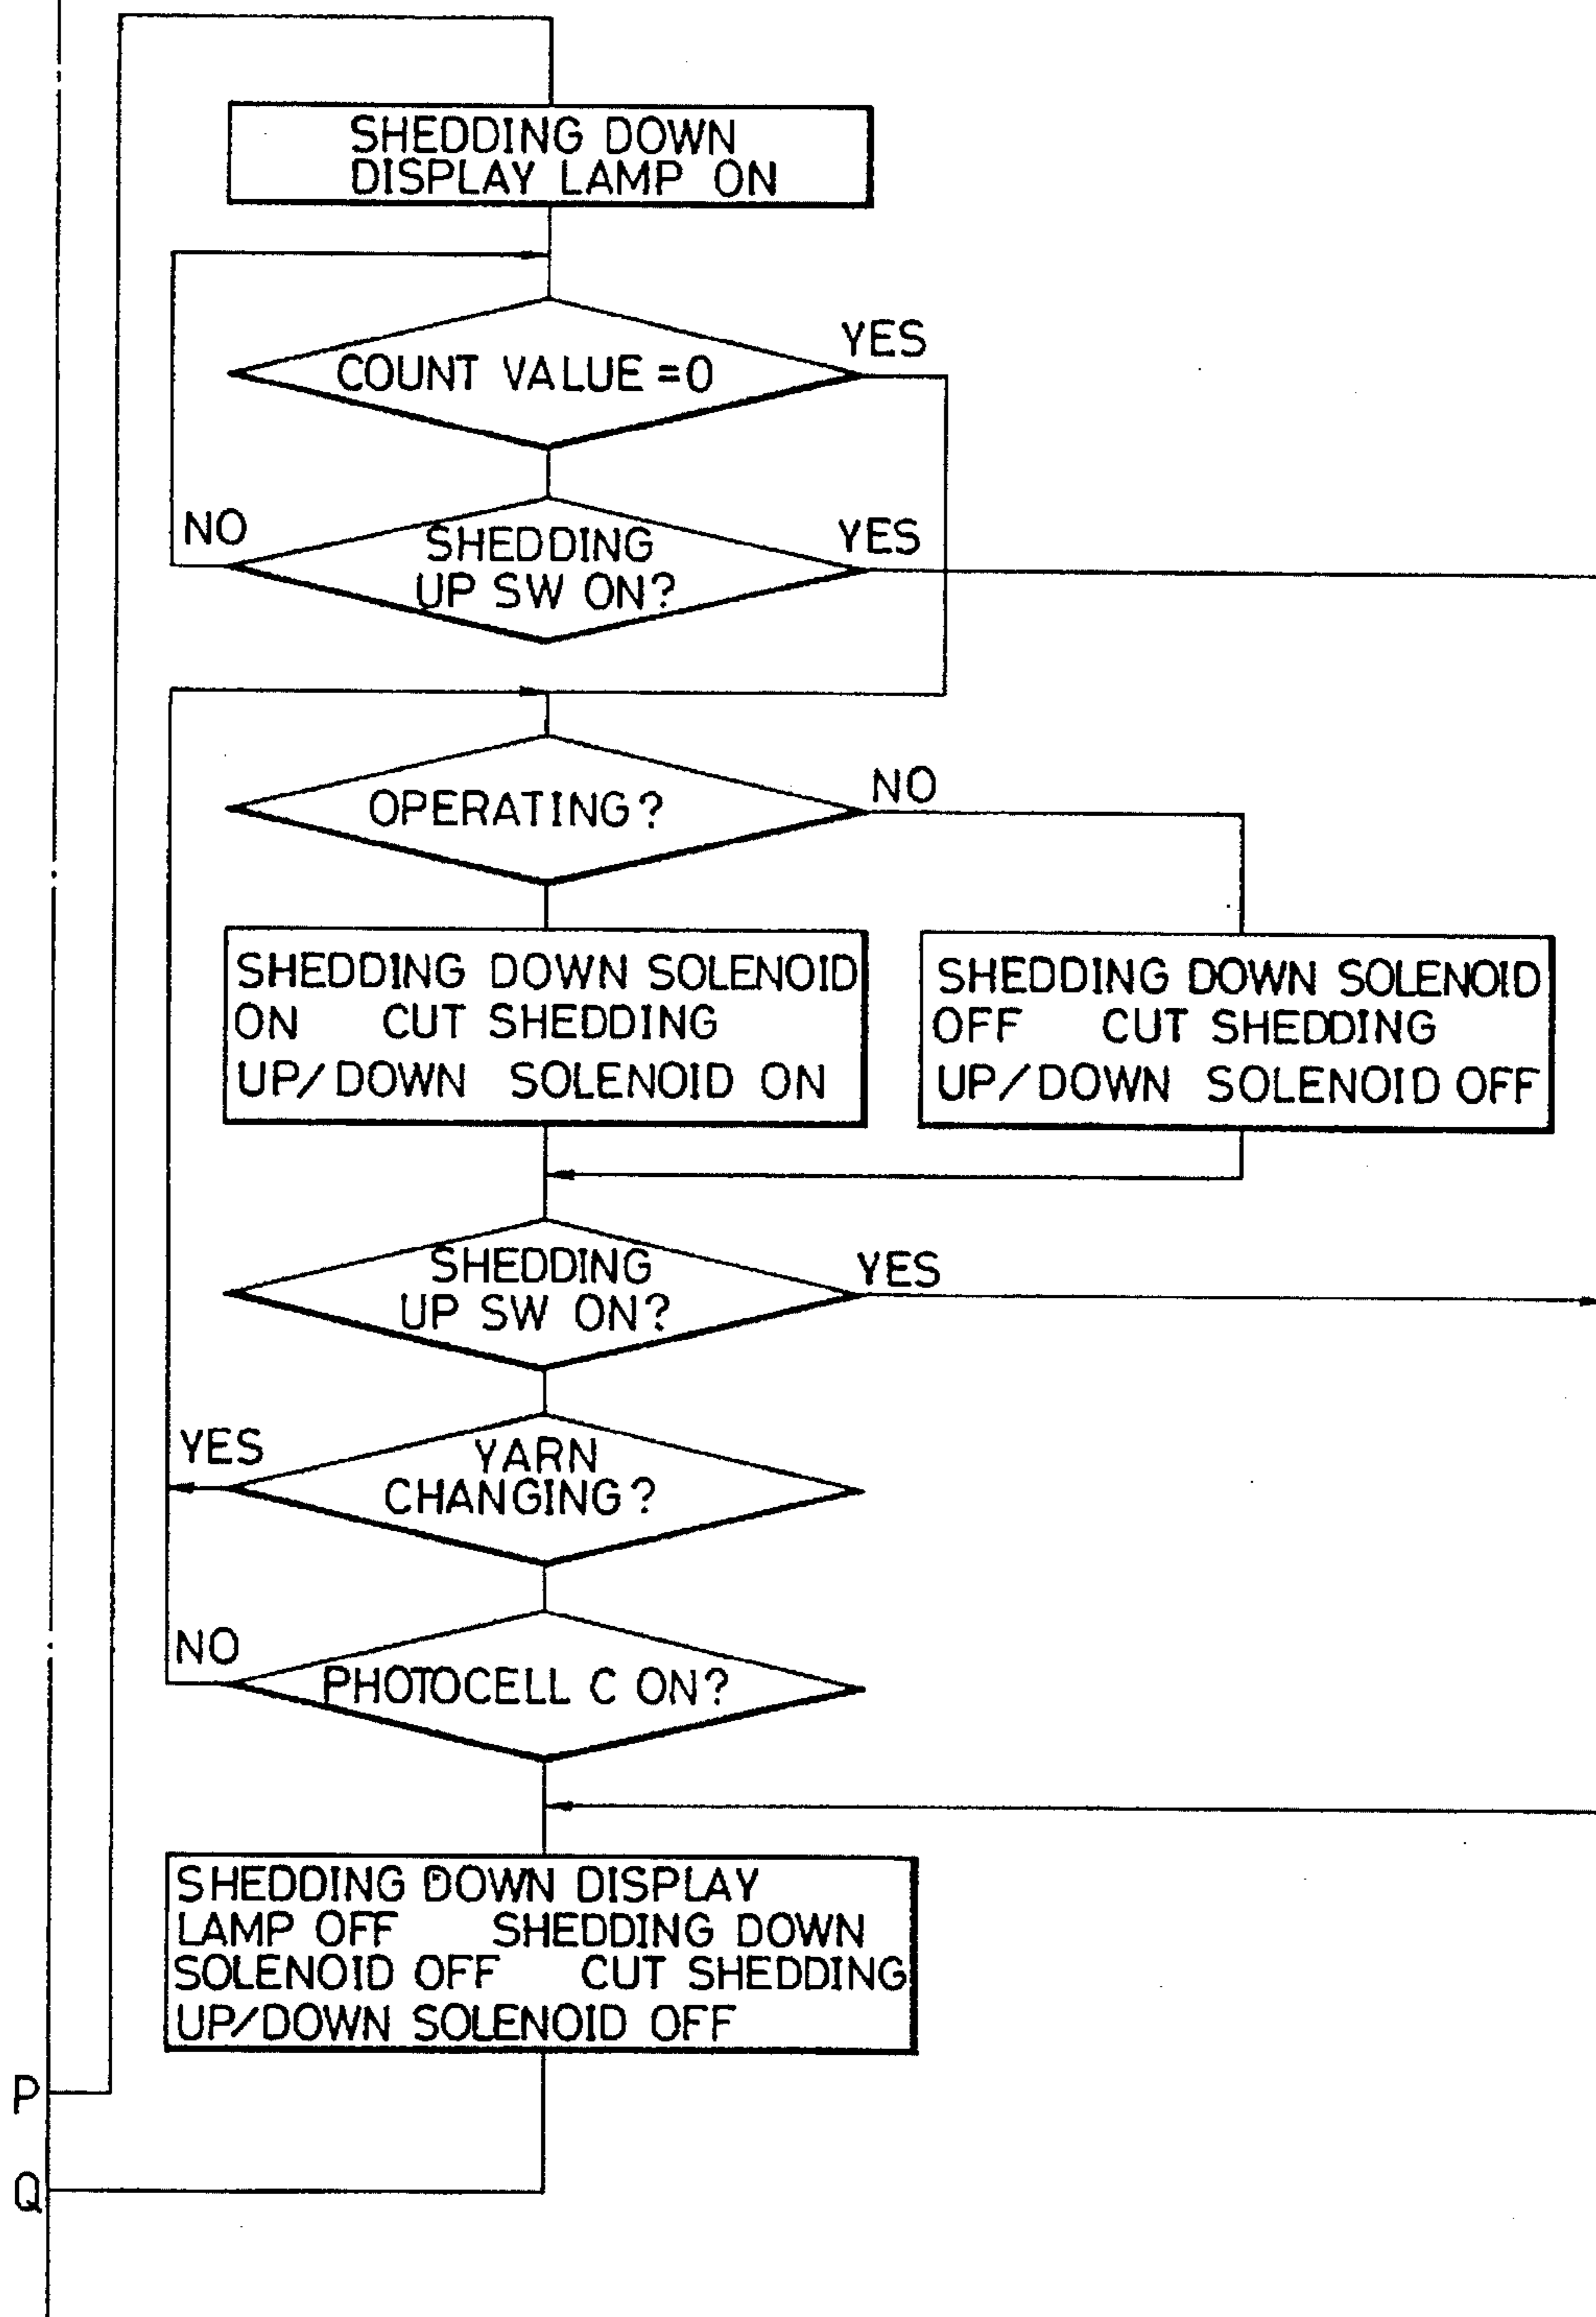 SHEDDING DOWN
DISPLAY LAMP ON
YES
COUNT VALUE =0
NO
YES
SHEDDING
UP SW ON?
NO
OPERATING?
SHEDDING DOWN SOLENOID
ON CUT SHEDDING
UP/DOWN SOLENOID ON
SHEDDING DOWN SOLENOID
OFF CUT SHEDDING
UP/DOWN SOLENOID OFF
SHEDDING
UP SW ON?
YES
YES
YARN
CHANGING?
NO
PHOTOCELL C ON?
SHEDDING DOWN DISPLAY
LAMP OFF SHEDDING DOWN
SOLENOID OFF CUT SHEDDING
UP/DOWN SOLENOID OFF
P
Q